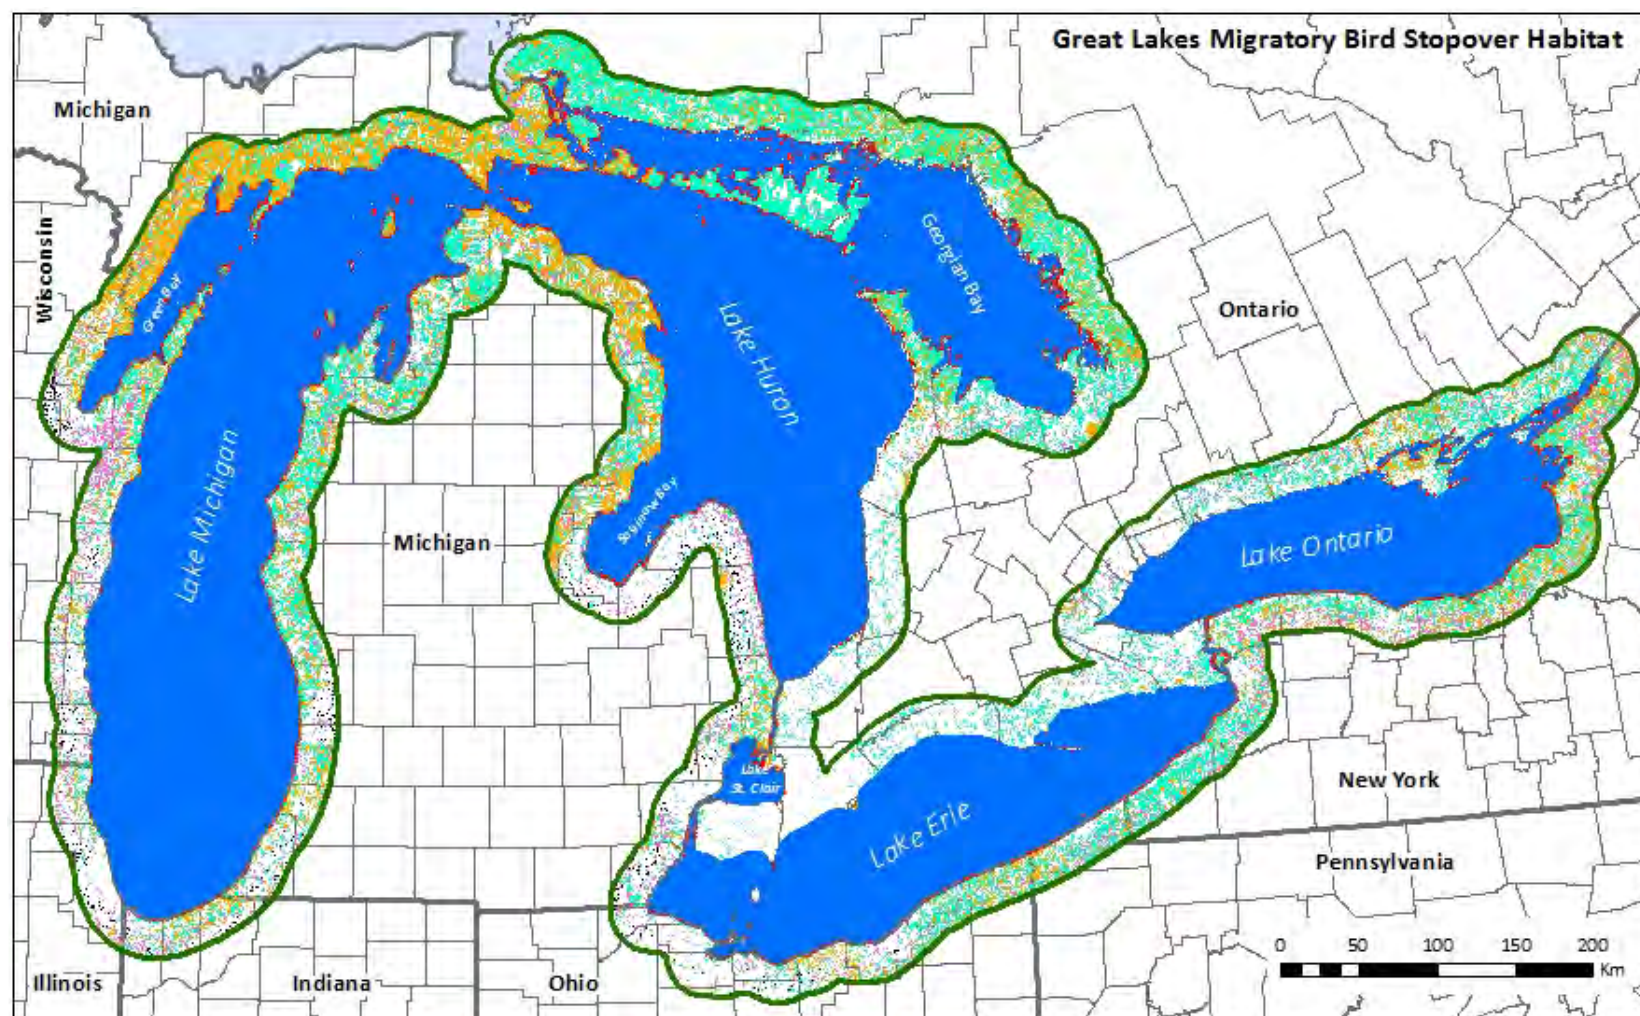 Great Lakes Migratory Bird Stopover Habitat
Michigan
Wisconsin
Green Bay
Georgian Bay
Ontario
Lake Huron
Lake Michigan
Saginaw Bay
Michigan
Lake Ontario
Lake
St. Clair
Lake Erie
New York
Pennsylvania
0 50 100 150 200
Km
Illinois
Indiana
Ohio